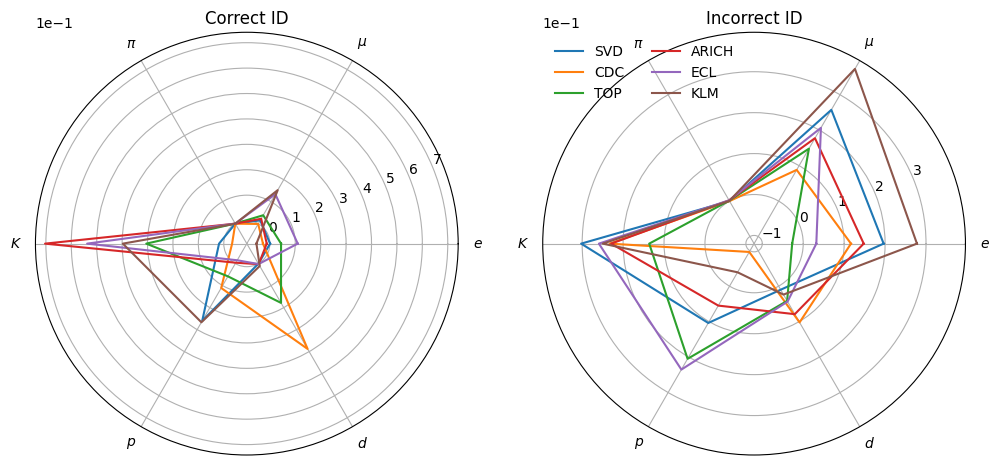 Correct ID
1e−1
π
μ
K
e
p
d
0
1
2
3
4
5
6
7
Incorrect ID
1e−1
π
μ
K
e
p
d
−1
0
1
2
3
SVD
CDC
TOP
ARICH
ECL
KLM